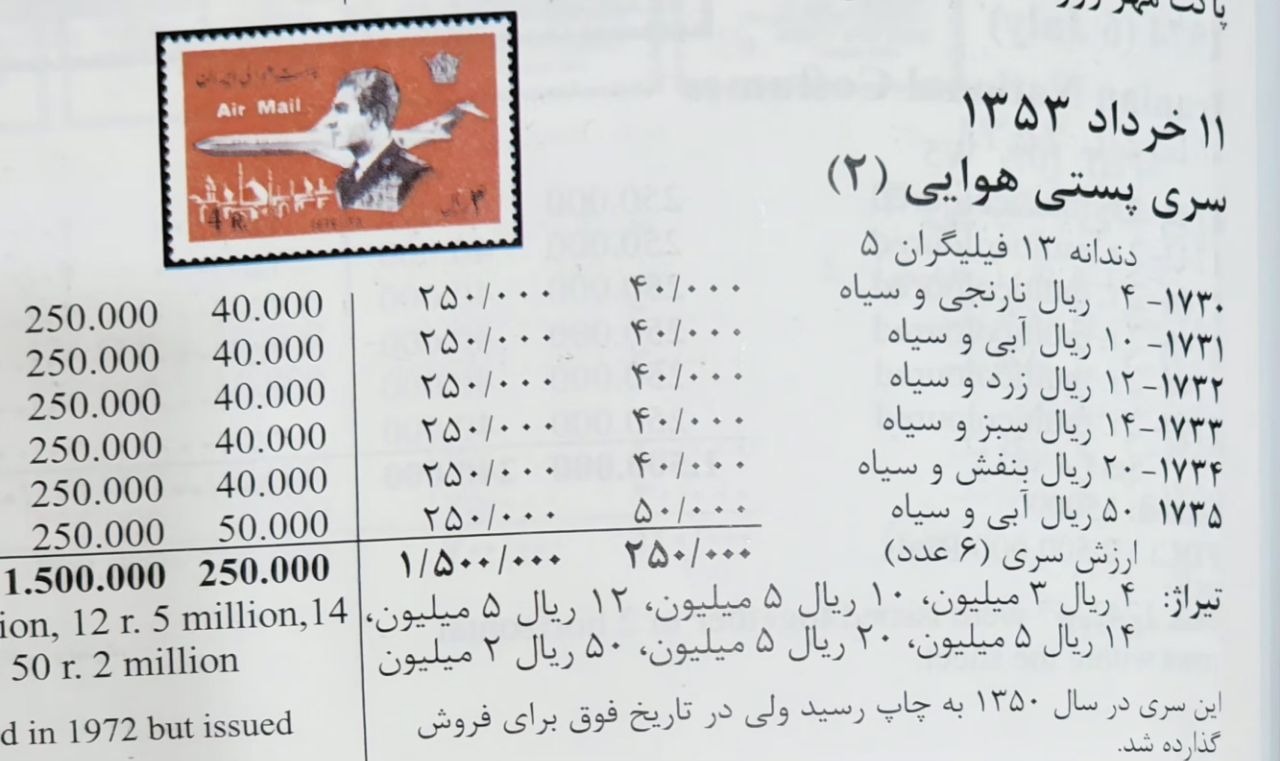 پاکت مهر روز
Air Mail
4 R.
۱۱ خرداد ۱۳۵۳
سری پستی هوایی (۲)
دندانه ۱۳ فیلیگران ۵
۱۷۳۰- ۴ ریال نارنجی و سیاه ۴۰/۰۰۰ ۲۵۰/۰۰۰
۱۷۳۱- ۱۰ ریال آبی و سیاه ۴۰/۰۰۰ ۲۵۰/۰۰۰
۱۷۳۲- ۱۲ ریال زرد و سیاه ۴۰/۰۰۰ ۲۵۰/۰۰۰
۱۷۳۳- ۱۴ ریال سبز و سیاه ۴۰/۰۰۰ ۲۵۰/۰۰۰
۱۷۳۴- ۲۰ ریال بنفش و سیاه ۴۰/۰۰۰ ۲۵۰/۰۰۰
۱۷۳۵- ۵۰ ریال آبی و سیاه ۵۰/۰۰۰ ۲۵۰/۰۰۰
ارزش سری (۶ عدد) ۲۵۰/۰۰۰ ۱/۵۰۰/۰۰۰
تیراژ: ۴ ریال ۳ میلیون، ۱۰ ریال ۵ میلیون، ۱۲ ریال ۵ میلیون،
۱۴ ریال ۵ میلیون، ۲۰ ریال ۵ میلیون، ۵۰ ریال ۲ میلیون
این سری در سال ۱۳۵۰ به چاپ رسید ولی در تاریخ فوق برای فروش
گذارده شد.
250.000 40.000
250.000 40.000
250.000 40.000
250.000 40.000
250.000 40.000
250.000 50.000
1.500.000 250.000
ion, 12 r. 5 million,14
50 r. 2 million
d in 1972 but issued